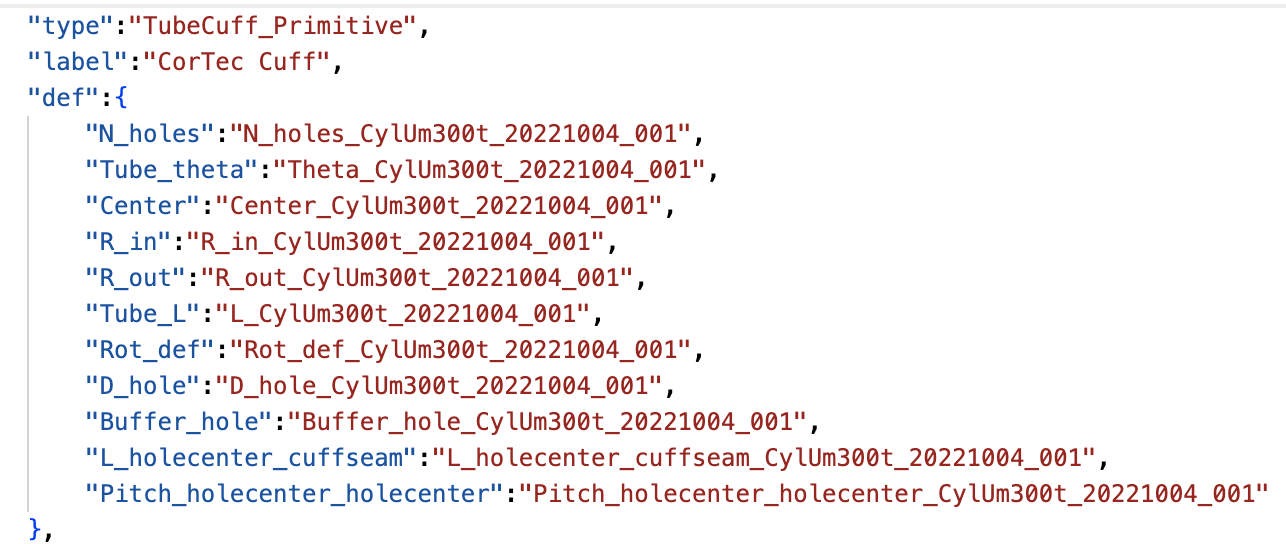 "type":"TubeCuff_Primitive",
"label":"CorTec Cuff",
"def":{
"N_holes":"N_holes_CylUm300t_20221004_001",
"Tube_theta":"Theta_CylUm300t_20221004_001",
"Center":"Center_CylUm300t_20221004_001",
"R_in":"R_in_CylUm300t_20221004_001",
"R_out":"R_out_CylUm300t_20221004_001",
"Tube_L":"L_CylUm300t_20221004_001",
"Rot_def":"Rot_def_CylUm300t_20221004_001",
"D_hole":"D_hole_CylUm300t_20221004_001",
"Buffer_hole":"Buffer_hole_CylUm300t_20221004_001",
"L_holecenter_cuffseam":"L_holecenter_cuffseam_CylUm300t_20221004_001",
"Pitch_holecenter_holecenter":"Pitch_holecenter_holecenter_CylUm300t_20221004_001"
},